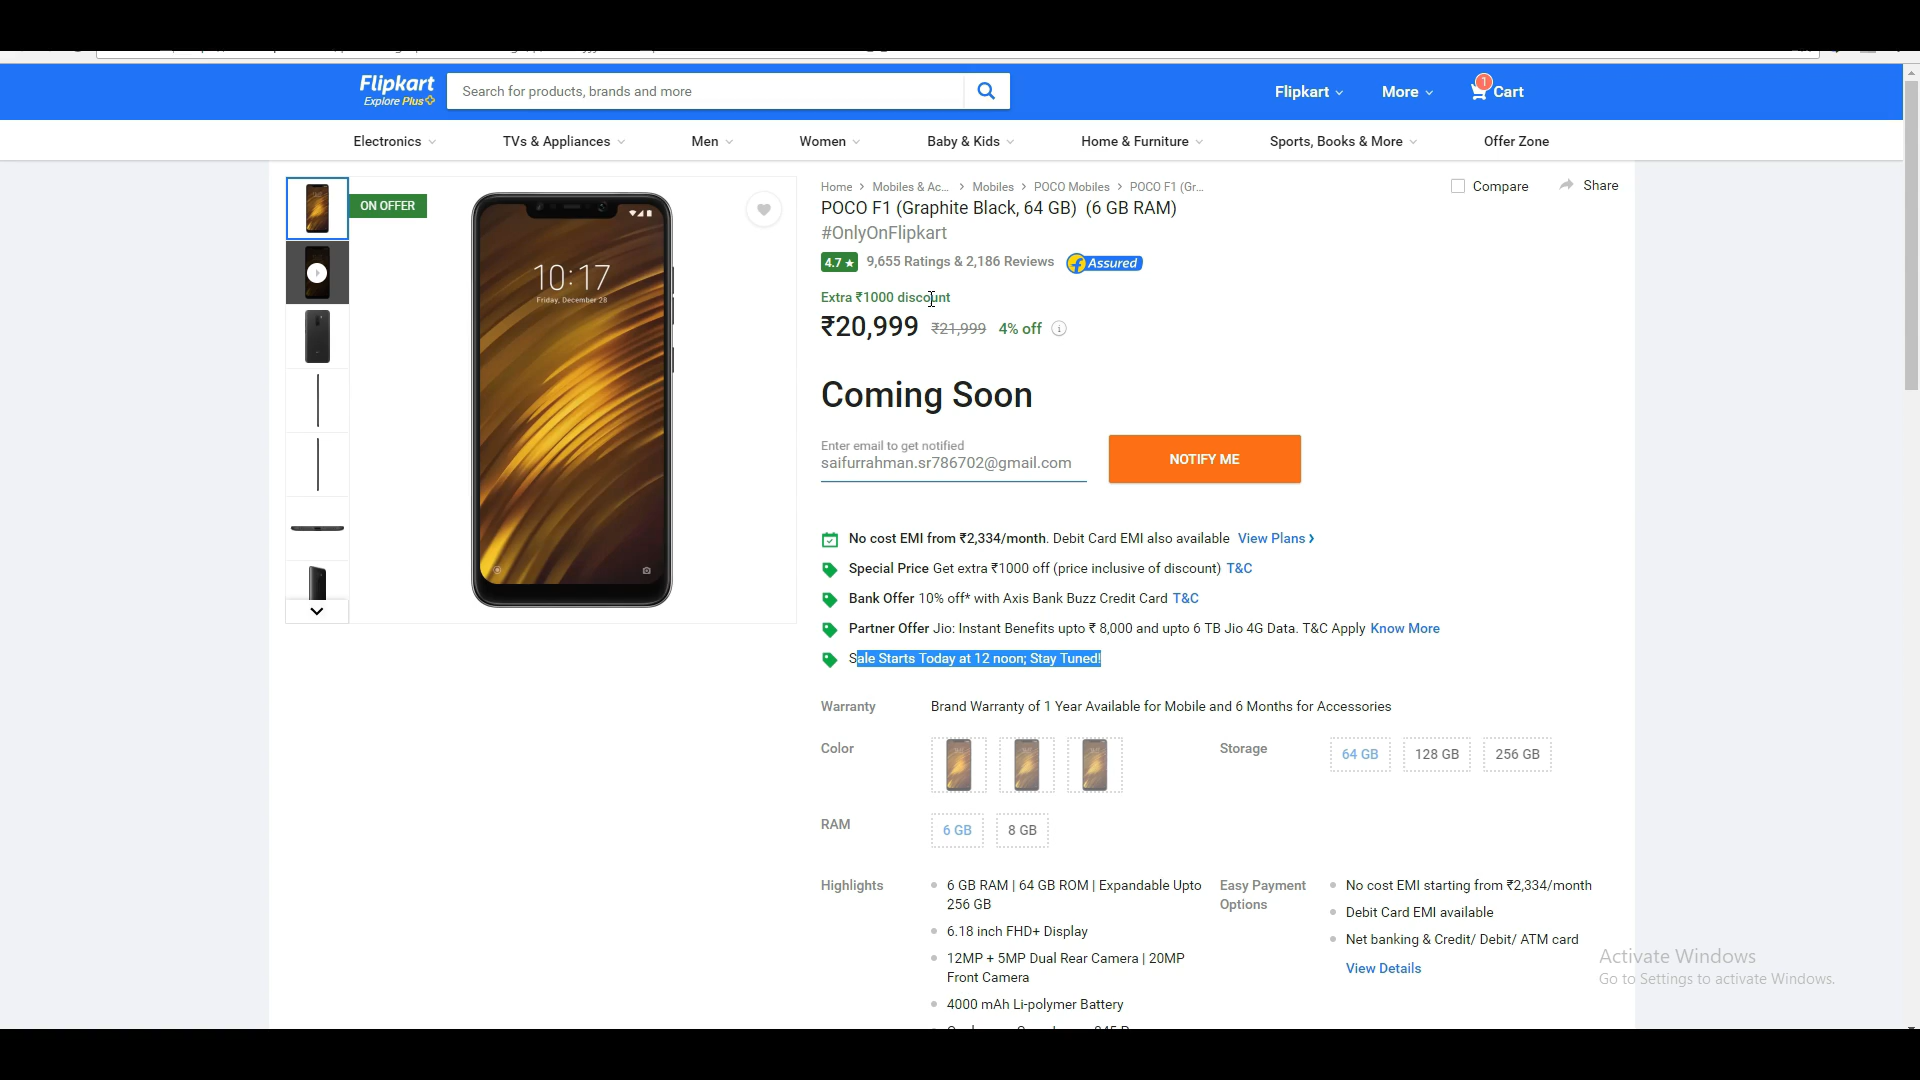 Flipkart
Explore Plus
Search for products, brands and more
Flipkart
More
1
Cart
Electronics
TVs & Appliances
Men
Women
Baby & Kids
Home & Furniture
Sports, Books & More
Offer Zone
ON OFFER
10:17
Friday, December 28
Home > Mobiles & Ac... > Mobiles > POCO Mobiles > POCO F1 (Gr...
Compare
Share
POCO F1 (Graphite Black, 64 GB) (6 GB RAM)
#OnlyOnFlipkart
4.7 ★ 9,655 Ratings & 2,186 Reviews
Assured
Extra ₹1000 discount
₹20,999 ₹21,999 4% off
Coming Soon
Enter email to get notified
saifurrahman.sr786702@gmail.com
NOTIFY ME
No cost EMI from ₹2,334/month. Debit Card EMI also available View Plans >
Special Price Get extra ₹1000 off (price inclusive of discount) T&C
Bank Offer 10% off* with Axis Bank Buzz Credit Card T&C
Partner Offer Jio: Instant Benefits upto ₹ 8,000 and upto 6 TB Jio 4G Data. T&C Apply Know More
Sale Starts Today at 12 noon; Stay Tuned!
Warranty
Brand Warranty of 1 Year Available for Mobile and 6 Months for Accessories
Color
Storage
64 GB
128 GB
256 GB
RAM
6 GB
8 GB
Highlights
6 GB RAM | 64 GB ROM | Expandable Upto
256 GB
6.18 inch FHD+ Display
12MP + 5MP Dual Rear Camera | 20MP
Front Camera
4000 mAh Li-polymer Battery
Easy Payment
Options
No cost EMI starting from ₹2,334/month
Debit Card EMI available
Net banking & Credit/ Debit/ ATM card
View Details
Activate Windows
Go to Settings to activate Windows.